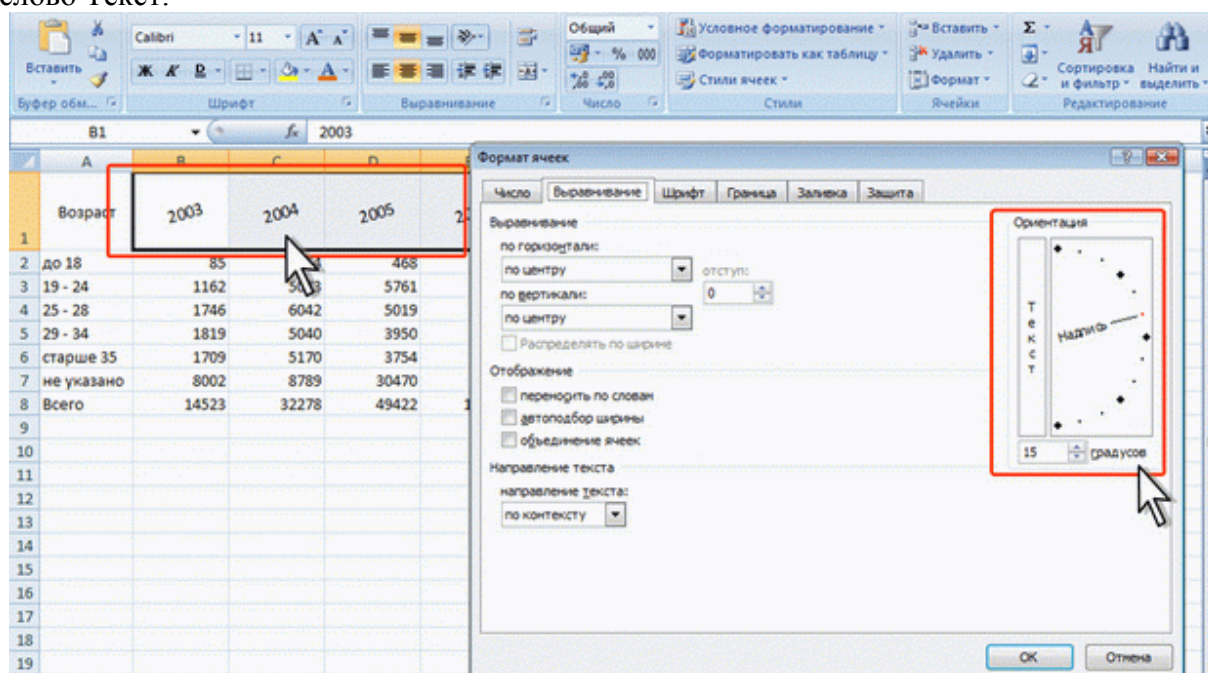 слово Текст.
Calibri 11 A A Общий Условное форматирование Вставить Σ
Вставить Ж К Ч % 000 Форматировать как таблицу Удалить Сортировка и фильтр Найти и выделить
Стили ячеек Формат
Буфер обм... Шрифт Выравнивание Число Стили Ячейки Редактирование
B1 fx 2003
A B C D
1 Возраст 2003 2004 2005
2 до 18 85 468
3 19 - 24 1162 5761
4 25 - 28 1746 6042 5019
5 29 - 34 1819 5040 3950
6 старше 35 1709 5170 3754
7 не указано 8002 8789 30470
8 Всего 14523 32278 49422 1
9
10
11
12
13
14
15
16
17
18
19
Формат ячеек
Число Выравнивание Шрифт Граница Заливка Защита
Выравнивание
по горизонтали:
по центру
отступ:
0
по вертикали:
по центру
Распределять по ширине
Отображение
переносить по словам
автоподбор ширины
объединение ячеек
Направление текста
направление текста:
по контексту
Ориентация
Текст
Надпись
15 градусов
ОК Отмена